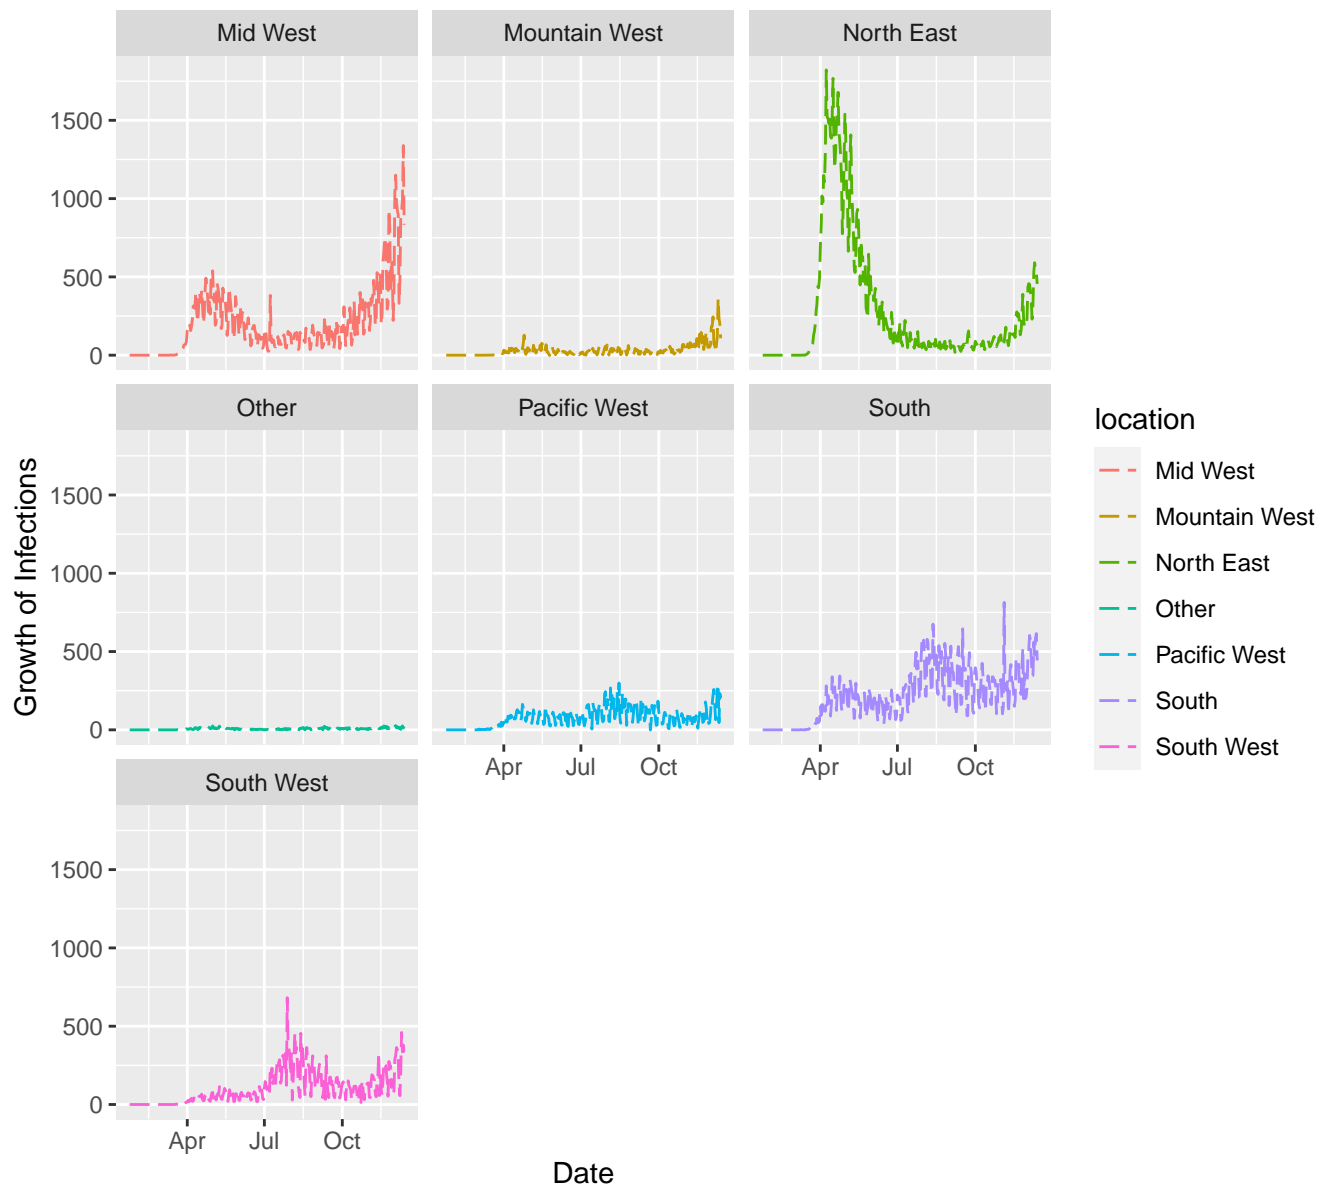 Mid West
Mountain West
North East
1500
1000
500
0
Other
Pacific West
South
1500
1000
500
0
Apr Jul Oct
Apr Jul Oct
South West
1500
1000
500
0
Apr Jul Oct
Growth of Infections
Date
location
Mid West
Mountain West
North East
Other
Pacific West
South
South West